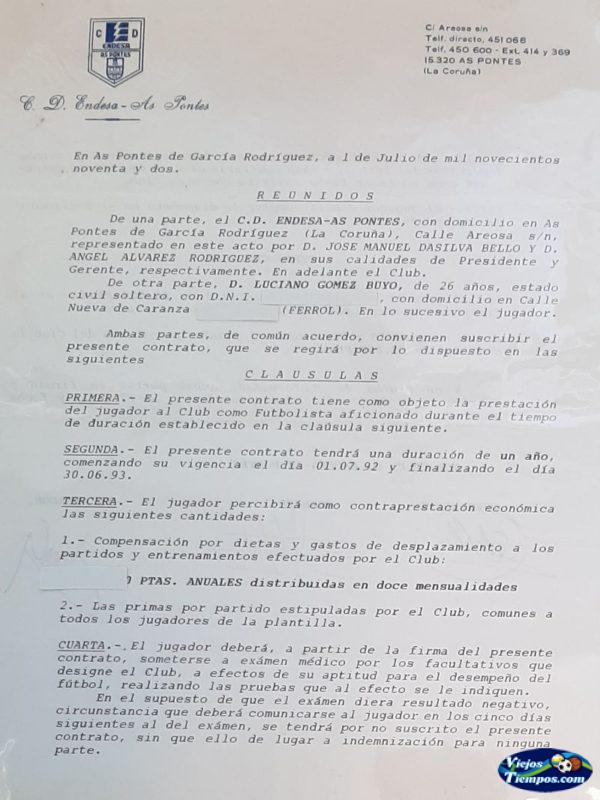 C D
ENDESA
AS PONTES
C. D. Endesa - As Pontes
C/ Areosa s/n
Telf. directo, 451 066
Telf. 450 600 - Ext. 414 y 369
15.320 AS PONTES
(La Coruña)
En As Pontes de García Rodríguez, a 1 de Julio de mil novecientos
noventa y dos.
R E U N I D O S
De una parte, el C.D. ENDESA-AS PONTES, con domicilio en As
Pontes de García Rodríguez (La Coruña), Calle Areosa s/n,
representado en este acto por D. JOSE MANUEL DASILVA BELLO Y D.
ANGEL ALVAREZ RODRIGUEZ, en sus calidades de Presidente y
Gerente, respectivamente. En adelante el Club.
De otra parte, D. LUCIANO GOMEZ BUYO, de 26 años, estado
civil soltero, con D.N.I. , con domicilio en Calle
Nueva de Caranza (FERROL). En lo sucesivo el jugador.
Ambas partes, de común acuerdo, convienen suscribir el
presente contrato, que se regirá por lo dispuesto en las
siguientes
C L A U S U L A S
PRIMERA.- El presente contrato tiene como objeto la prestación
del jugador al Club como Futbolista aficionado durante el tiempo
de duración establecido en la claúsula siguiente.
SEGUNDA.- El presente contrato tendrá una duración de un año,
comenzando su vigencia el día 01.07.92 y finalizando el día
30.06.93.
TERCERA.- El jugador percibirá como contraprestación económica
las siguientes cantidades:
1.- Compensación por dietas y gastos de desplazamiento a los
partidos y entrenamientos efectuados por el Club:
PTAS. ANUALES distribuidas en doce mensualidades
2.- Las primas por partido estipuladas por el Club, comunes a
todos los jugadores de la plantilla.
CUARTA.-. El jugador deberá, a partir de la firma del presente
contrato, someterse a exámen médico por los facultativos que
designe el Club, a efectos de su aptitud para el desempeño del
fútbol, realizando las pruebas que al efecto se le indiquen.
En el supuesto de que el exámen diera resultado negativo,
circunstancia que deberá comunicarse al jugador en los cinco días
siguientes al del exámen, se tendrá por no suscrito el presente
contrato, sin que ello de lugar a indemnización para ninguna
parte.
Viejos
Tiempos.com